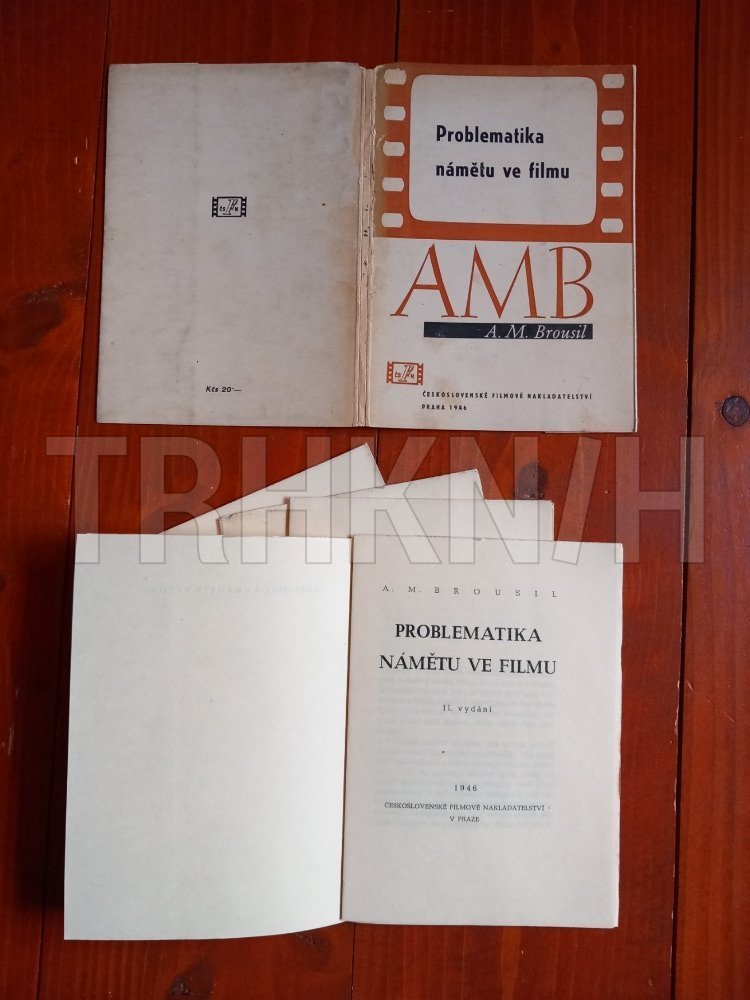 Problematika
námětu ve filmu
AMB
A. M. Brousil
ČESKOSLOVENSKÉ FILMOVÉ NAKLADATELSTVÍ
PRAHA 1946
Kčs 20·—
TRHKN/H
A. M. BROUSIL
PROBLEMATIKA
NÁMĚTU VE FILMU
II. vydání
1946
ČESKOSLOVENSKÉ FILMOVÉ NAKLADATELSTVÍ
V PRAZE